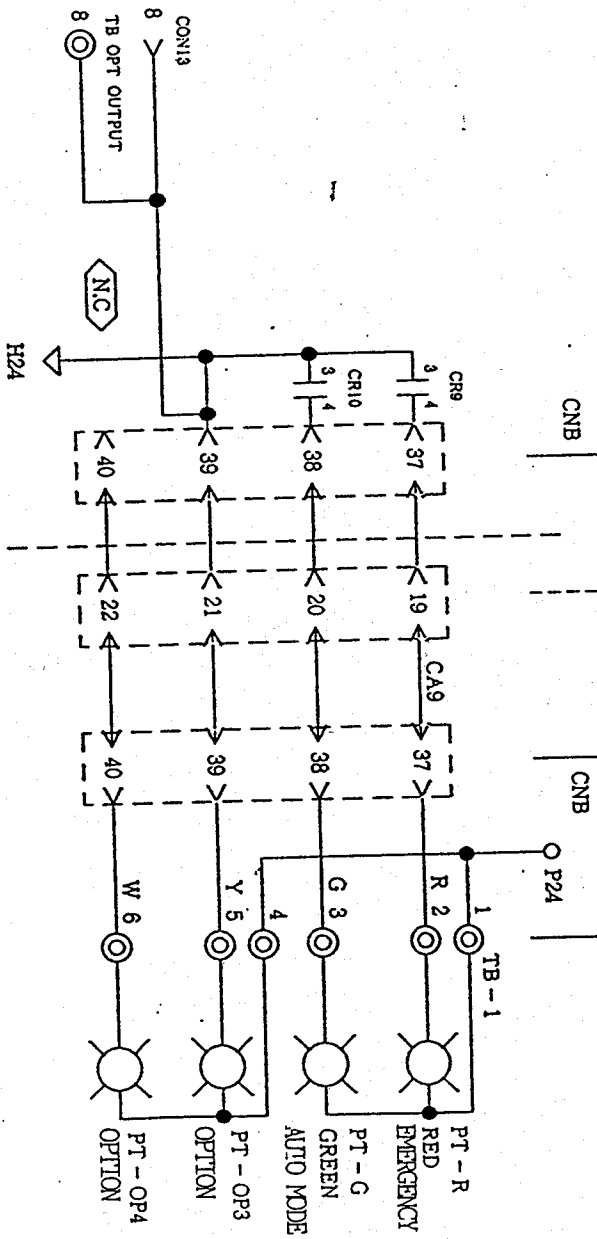 CNB
CNB
P24
CR9
3 4
37
19
CA9
37
R 2
1
TB - 1
PT - R
RED
EMERGENCY
CR10
3 4
38
20
38
G 3
PT - G
GREEN
AUTO MODE
4
39
21
39
Y 5
PT - OP3
OPTION
40
22
40
W 6
PT - OP4
OPTION
N.C
H24
CON13
8
TB OPT OUTPUT
8